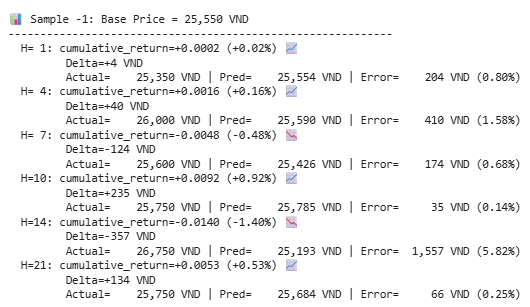 📊 Sample -1: Base Price = 25,550 VND
------------------------------------------------------------
H= 1: cumulative_return=+0.0002 (+0.02%) 📈
Delta=+4 VND
Actual= 25,350 VND | Pred= 25,554 VND | Error= 204 VND (0.80%)
H= 4: cumulative_return=+0.0016 (+0.16%) 📈
Delta=+40 VND
Actual= 26,000 VND | Pred= 25,590 VND | Error= 410 VND (1.58%)
H= 7: cumulative_return=-0.0048 (-0.48%) 📉
Delta=-124 VND
Actual= 25,600 VND | Pred= 25,426 VND | Error= 174 VND (0.68%)
H=10: cumulative_return=+0.0092 (+0.92%) 📈
Delta=+235 VND
Actual= 25,750 VND | Pred= 25,785 VND | Error= 35 VND (0.14%)
H=14: cumulative_return=-0.0140 (-1.40%) 📉
Delta=-357 VND
Actual= 26,750 VND | Pred= 25,193 VND | Error= 1,557 VND (5.82%)
H=21: cumulative_return=+0.0053 (+0.53%) 📈
Delta=+134 VND
Actual= 25,750 VND | Pred= 25,684 VND | Error= 66 VND (0.25%)